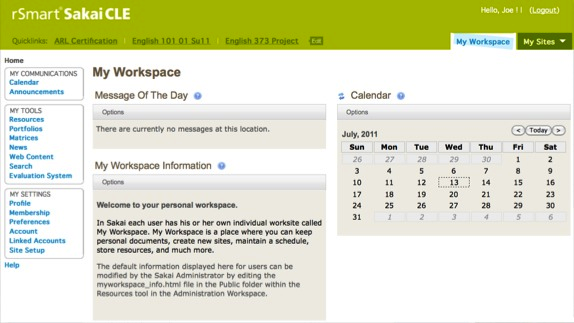 rSmart Sakai CLE
Hello, Joe ! ! (Logout)
Quicklinks: ARL Certification English 101 01 Su11 English 373 Project Edit
My Workspace My Sites
Home
MY COMMUNICATIONS
Calendar
Announcements
MY TOOLS
Resources
Portfolios
Matrices
News
Web Content
Search
Evaluation System
MY SETTINGS
Profile
Membership
Preferences
Account
Linked Accounts
Site Setup
Help
My Workspace
Message Of The Day ?
Options
There are currently no messages at this location.
My Workspace Information ?
Options
Welcome to your personal workspace.
In Sakai each user has his or her own individual worksite called
My Workspace. My Workspace is a place where you can keep
personal documents, create new sites, maintain a schedule,
store resources, and much more.
The default information displayed here for users can be
modified by the Sakai Administrator by editing the
myworkspace_info.html file in the Public folder within the
Resources tool in the Administration Workspace.
Calendar ?
Options
July, 2011 < Today >
Sun Mon Tue Wed Thu Fri Sat
26 27 28 29 30 1 2
3 4 5 6 7 8 9
10 11 12 13 14 15 16
17 18 19 20 21 22 23
24 25 26 27 28 29 30
31 1 2 3 4 5 6